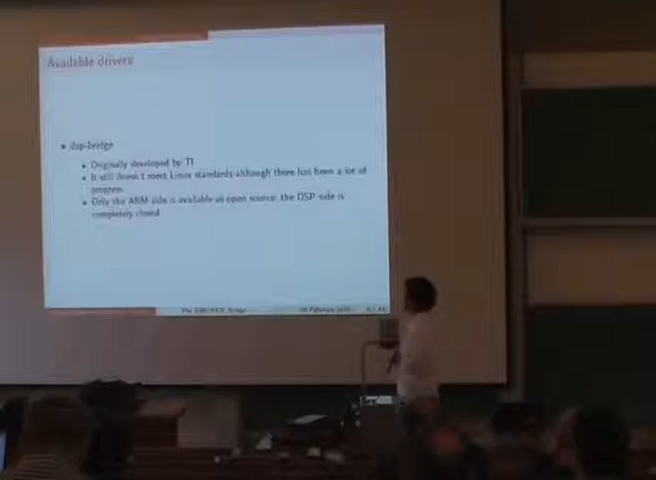 Available drivers
dsp-bridge
Originally developed by TI
It still doesn't meet Linux standards although there has been a lot of
progress
Only the ARM side is available as open source: the DSP side is
completely closed
Bridge